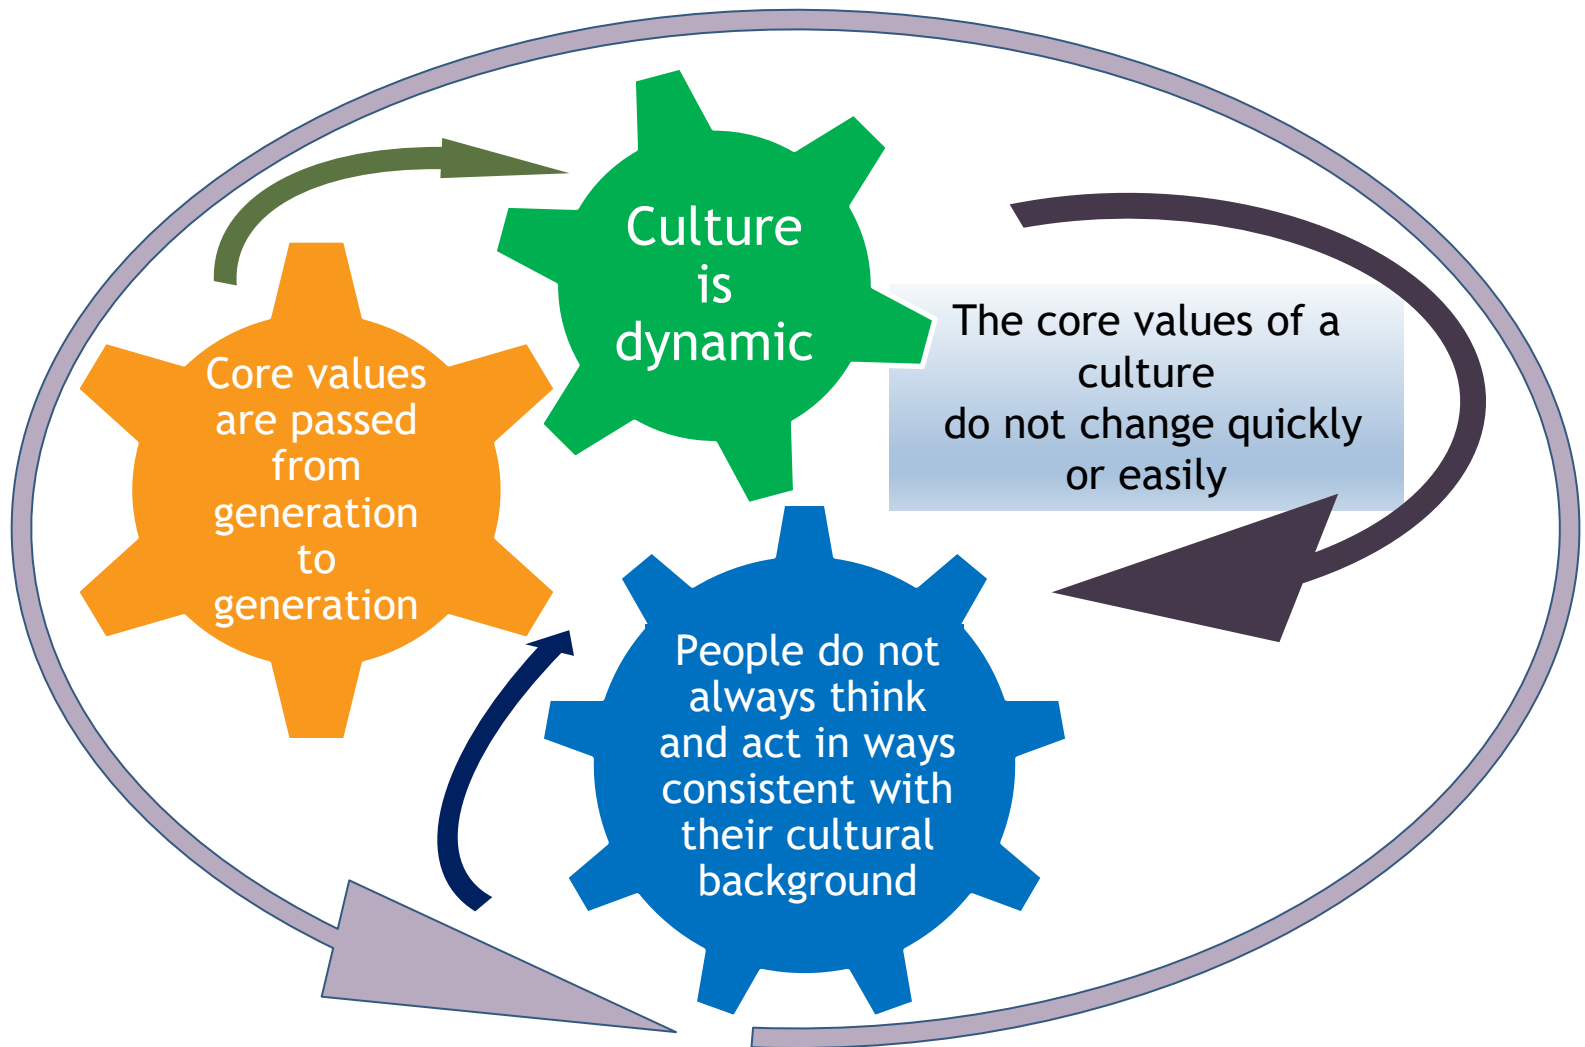 Culture
is
dynamic
The core values of a
culture
do not change quickly
or easily
Core values
are passed
from
generation
to
generation
People do not
always think
and act in ways
consistent with
their cultural
background